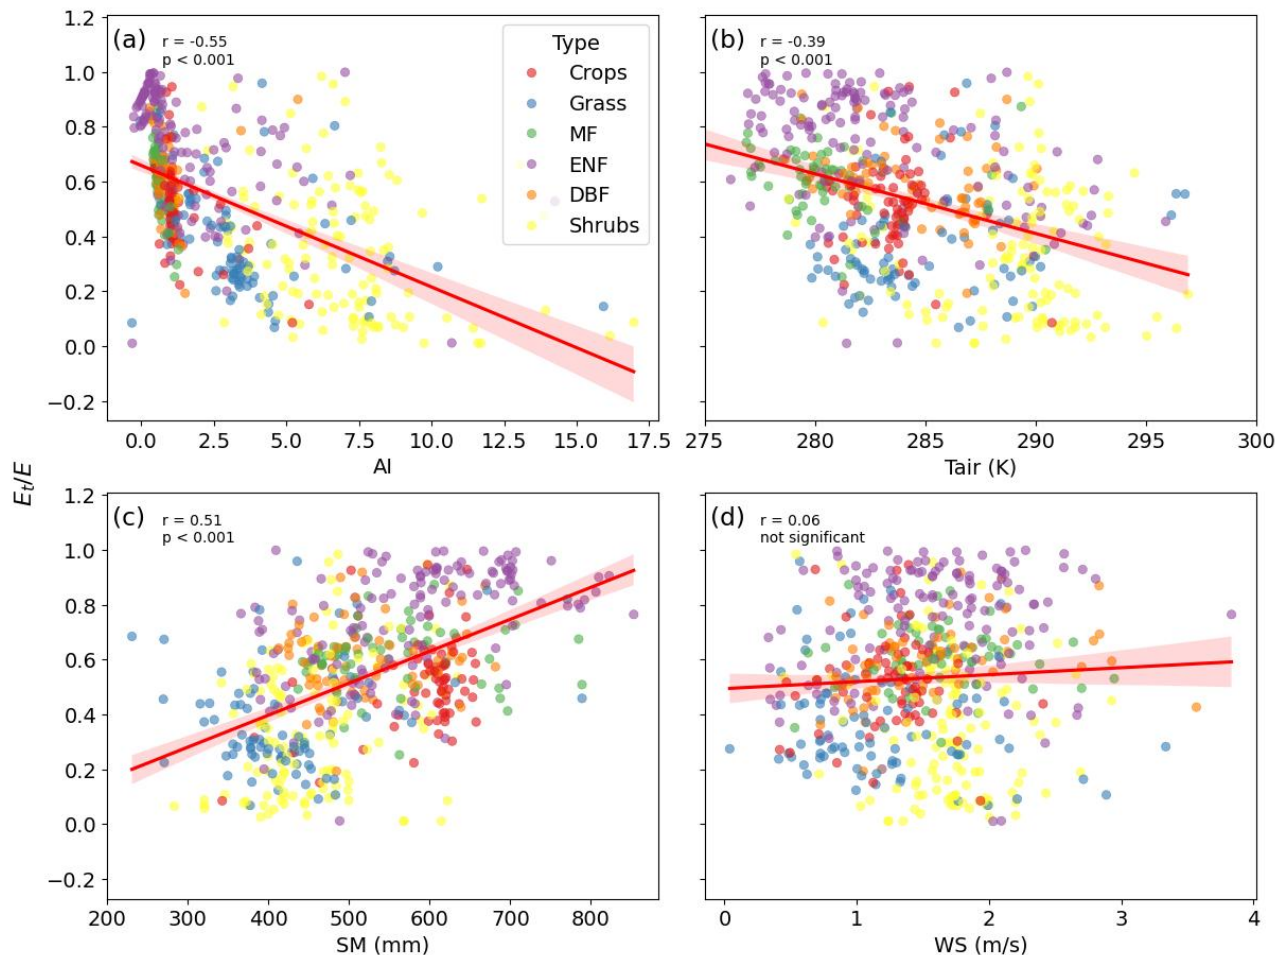 (a)
r = -0.55
p < 0.001
Type
Crops
Grass
MF
ENF
DBF
Shrubs
1.2
1.0
0.8
0.6
0.4
0.2
0.0
−0.2
0.0 2.5 5.0 7.5 10.0 12.5 15.0 17.5
AI
(b)
r = -0.39
p < 0.001
275 280 285 290 295 300
Tair (K)
E_t/E
(c)
r = 0.51
p < 0.001
1.2
1.0
0.8
0.6
0.4
0.2
0.0
−0.2
200 300 400 500 600 700 800
SM (mm)
(d)
r = 0.06
not significant
0 1 2 3 4
WS (m/s)